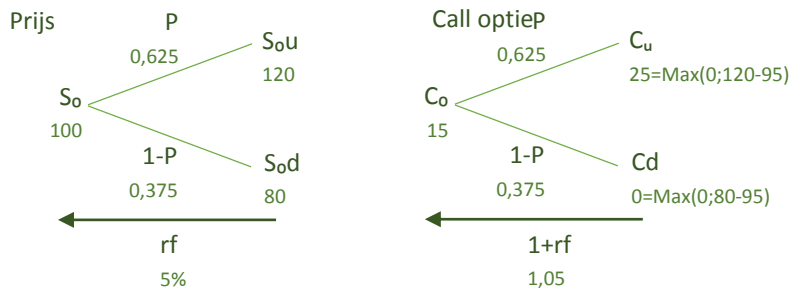 Prijs
P
0,625
S₀u
120
S₀
100
1-P
0,375
S₀d
80
rf
5%
Call optie
P
0,625
Cᵤ
25=Max(0;120-95)
C₀
15
1-P
0,375
Cd
0=Max(0;80-95)
1+rf
1,05